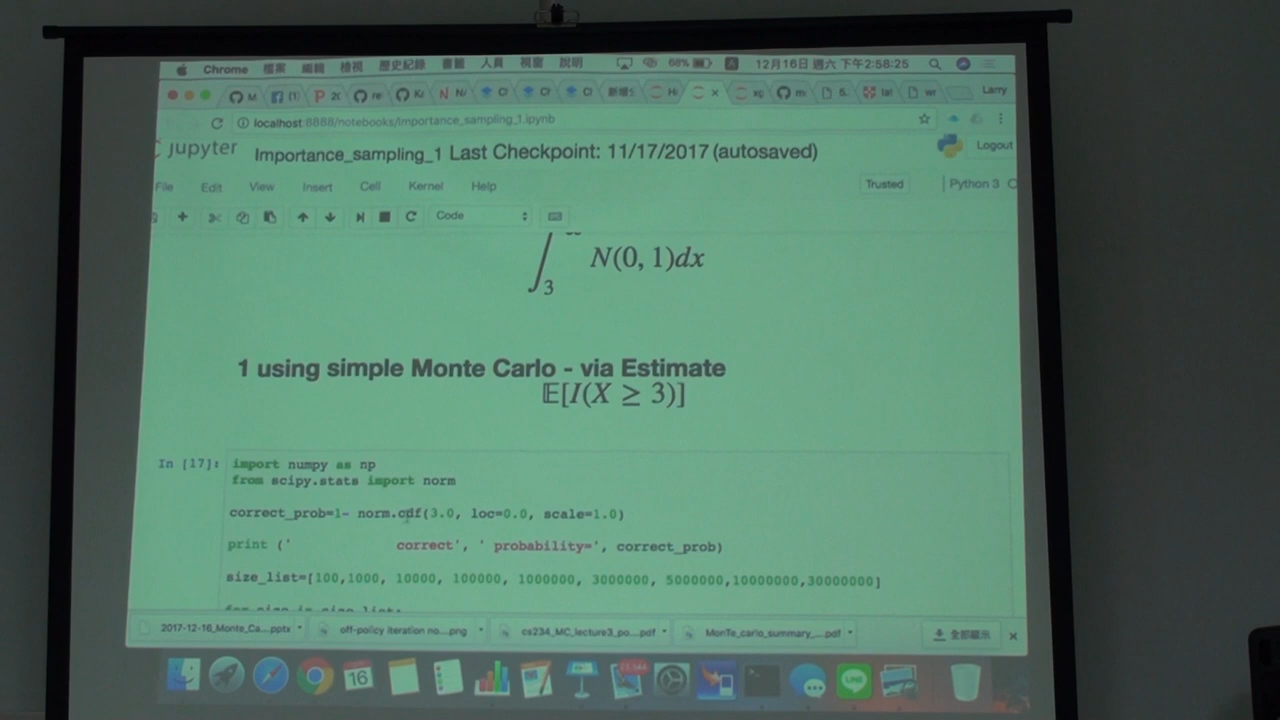 Chrome 檔案 編輯 檢視 歷史紀錄 書籤 人員 視窗 說明 68% 12月16日 週六 下午2:58:25
Larry
localhost:8888/notebooks/Importance_sampling_1.ipynb
jupyter Importance_sampling_1 Last Checkpoint: 11/17/2017 (autosaved) Logout
File Edit View Insert Cell Kernel Help Trusted Python 3
Code
∫3 N(0, 1)dx
1 using simple Monte Carlo - via Estimate
𝔼[I(X ≥ 3)]
In [17]: import numpy as np
from scipy.stats import norm
correct_prob=1- norm.cdf(3.0, loc=0.0, scale=1.0)
print (' correct', ' probability=', correct_prob)
size_list=[100,1000, 10000, 100000, 1000000, 3000000, 5000000,10000000,30000000]
for size in size_list:
2017-12-16_Monte_Ca....pptx off-policy iteration no....png cs234_MC_lecture3_po....pdf MonTe_carlo_summary_....pdf 全部顯示
16
LINE